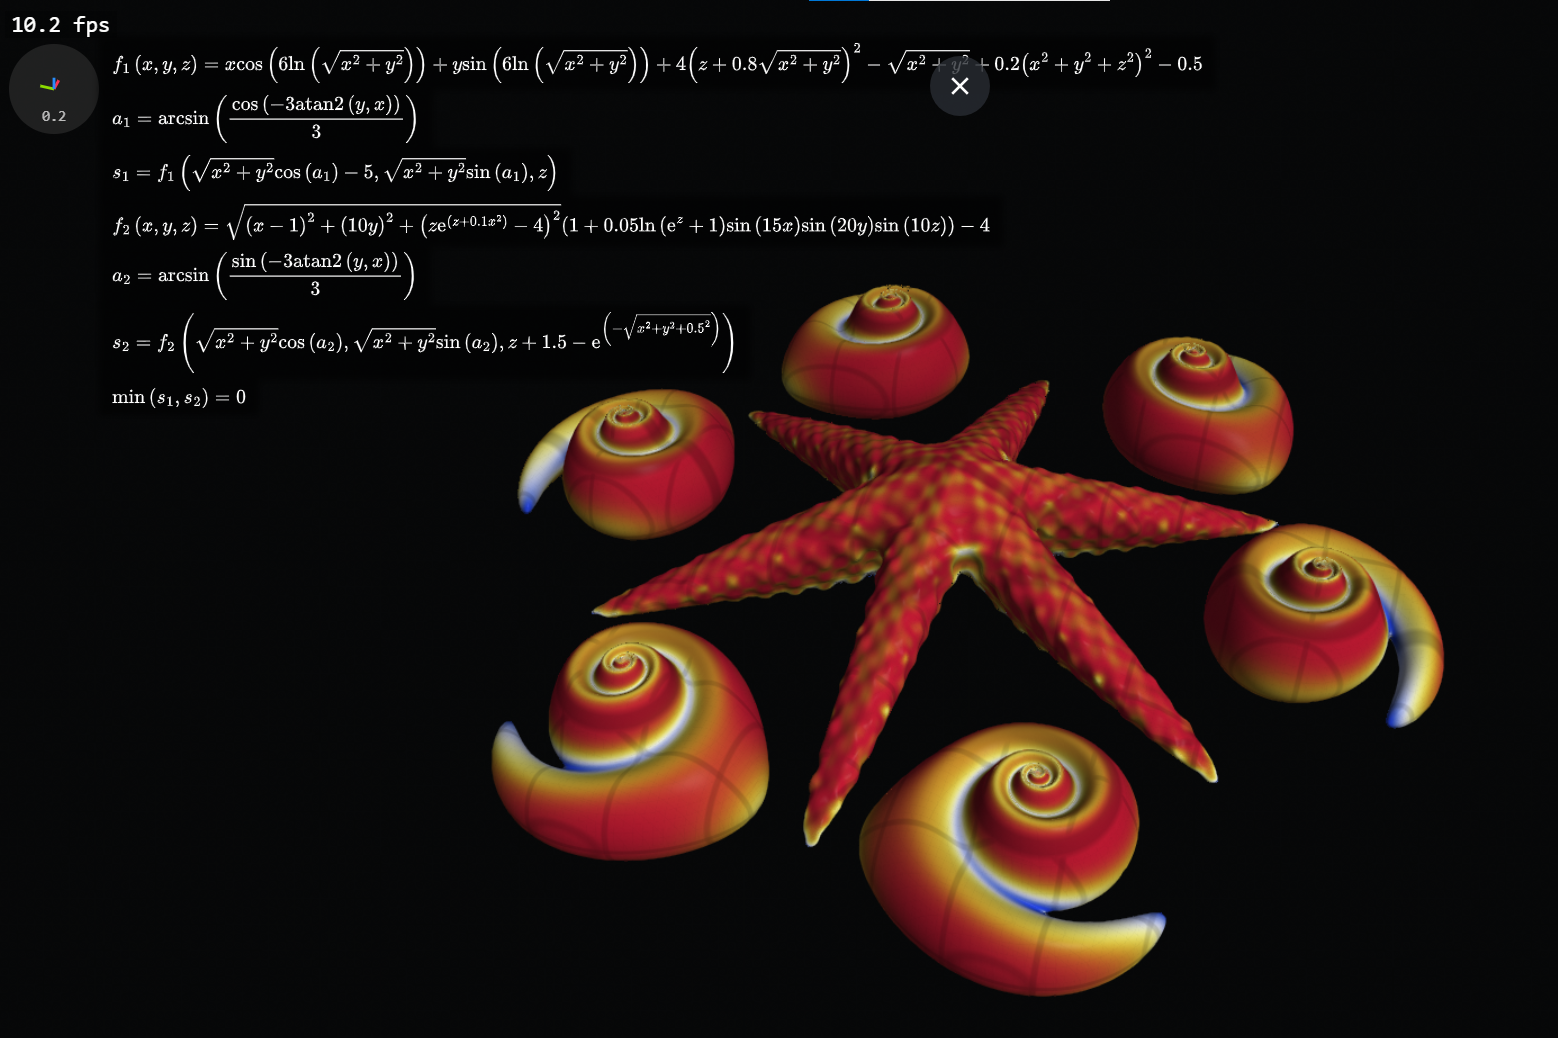 10.2 fps
0.2
f₁(x,y,z) = xcos(6ln(√(x²+y²))) + ysin(6ln(√(x²+y²))) + 4(z+0.8√(x²+y²))² − √(x²+y²) + 0.2(x²+y²+z²)² − 0.5
a₁ = arcsin(cos(−3atan2(y,x))/3)
s₁ = f₁(√(x²+y²)cos(a₁) − 5, √(x²+y²)sin(a₁), z)
f₂(x,y,z) = √((x−1)² + (10y)² + (ze^(z+0.1x²) − 4)²)(1 + 0.05ln(e^z + 1)sin(15x)sin(20y)sin(10z)) − 4
a₂ = arcsin(sin(−3atan2(y,x))/3)
s₂ = f₂(√(x²+y²)cos(a₂), √(x²+y²)sin(a₂), z + 1.5 − e^(−√(x²+y²+0.5²)))
min(s₁,s₂) = 0